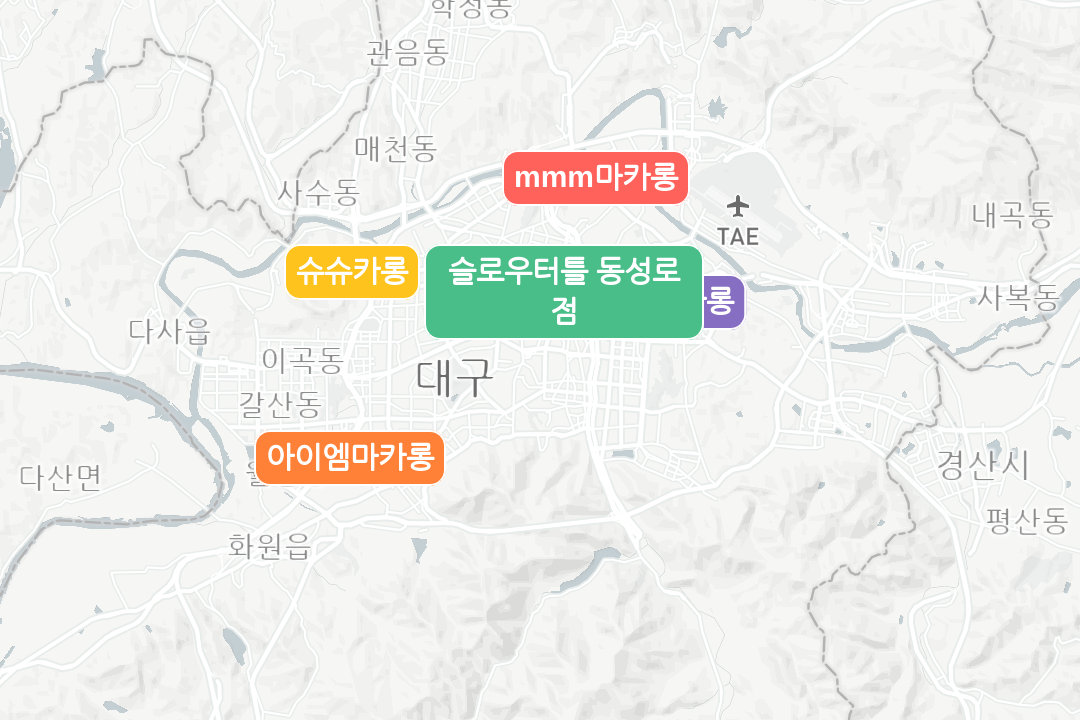 학정동
관음동
매천동
mmm마카롱
사수동
TAE
내곡동
슈슈카롱
슬로우터틀 동성로
점
사복동
다사읍
이곡동
대구
갈산동
아이엠마카롱
다산면
경산시
평산동
화원읍